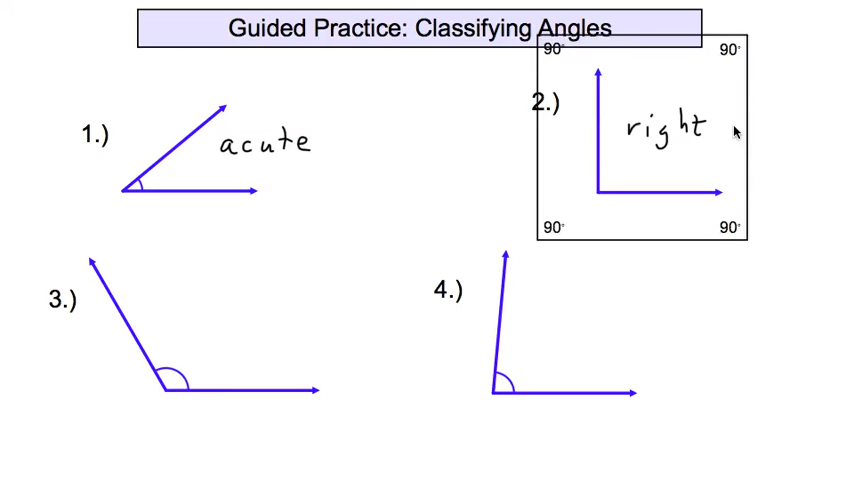 Guided Practice: Classifying Angles
90° 90°
1.) acute
2.) right
90° 90°
3.)
4.)